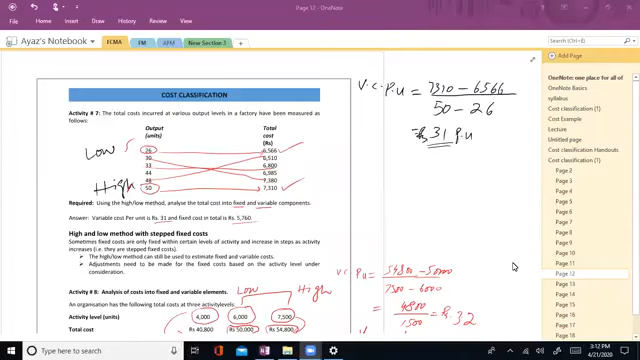 Page 12 - OneNote
File Home Insert Draw History Review View
Ayaz's Notebook FCMA FM APM New Section 3
Search (Ctrl+E)
Add Page
OneNote: one place for all of
OneNote Basics
syllabus
Cost Example
Lecture
Untitled page
Cost classification Handouts
Cost classification
Page 2
Page 3
Page 4
Page 5
Page 6
Page 7
Page 8
Page 9
Page 10
Page 11
Page 12
Page 13
Page 14
Page 15
Page 16
COST CLASSIFICATION
Activity # 7: The total costs incurred at various output levels in a factory have been measured as
follows:
Output (units) Total cost (Rs)
Low 26 6,566
30 6,510
33 6,800
44 6,985
48 7,380
High 50 7,310
Required: Using the high/low method, analyse the total cost into fixed and variable components.
Answer: Variable cost Per Unit is Rs. 31 and fixed cost in total is Rs. 5,760.
High and low method with stepped fixed costs
Sometimes fixed costs are only fixed within certain levels of activity and increase in steps as activity
increases (i.e. they are stepped fixed costs).
The high/low method can still be used to estimate fixed and variable costs.
Adjustments need to be made for the fixed costs based on the activity level under
consideration.
Activity #8: Analysis of costs into fixed and variable elements.
Low High
An organisation has the following total costs at three activity levels:
Activity level (units): 4,000 6,000 7,500
Total cost Rs 40,800 Rs 50,000 Rs 54,800
V.C P.U = 7310 - 6566
50 - 26
= Rs 31 P.U
V.C P.U = 54800 - 50000
7500 - 6000
= 4800
1500
= Rs. 32
Type here to search
3:12 PM
4/21/2020